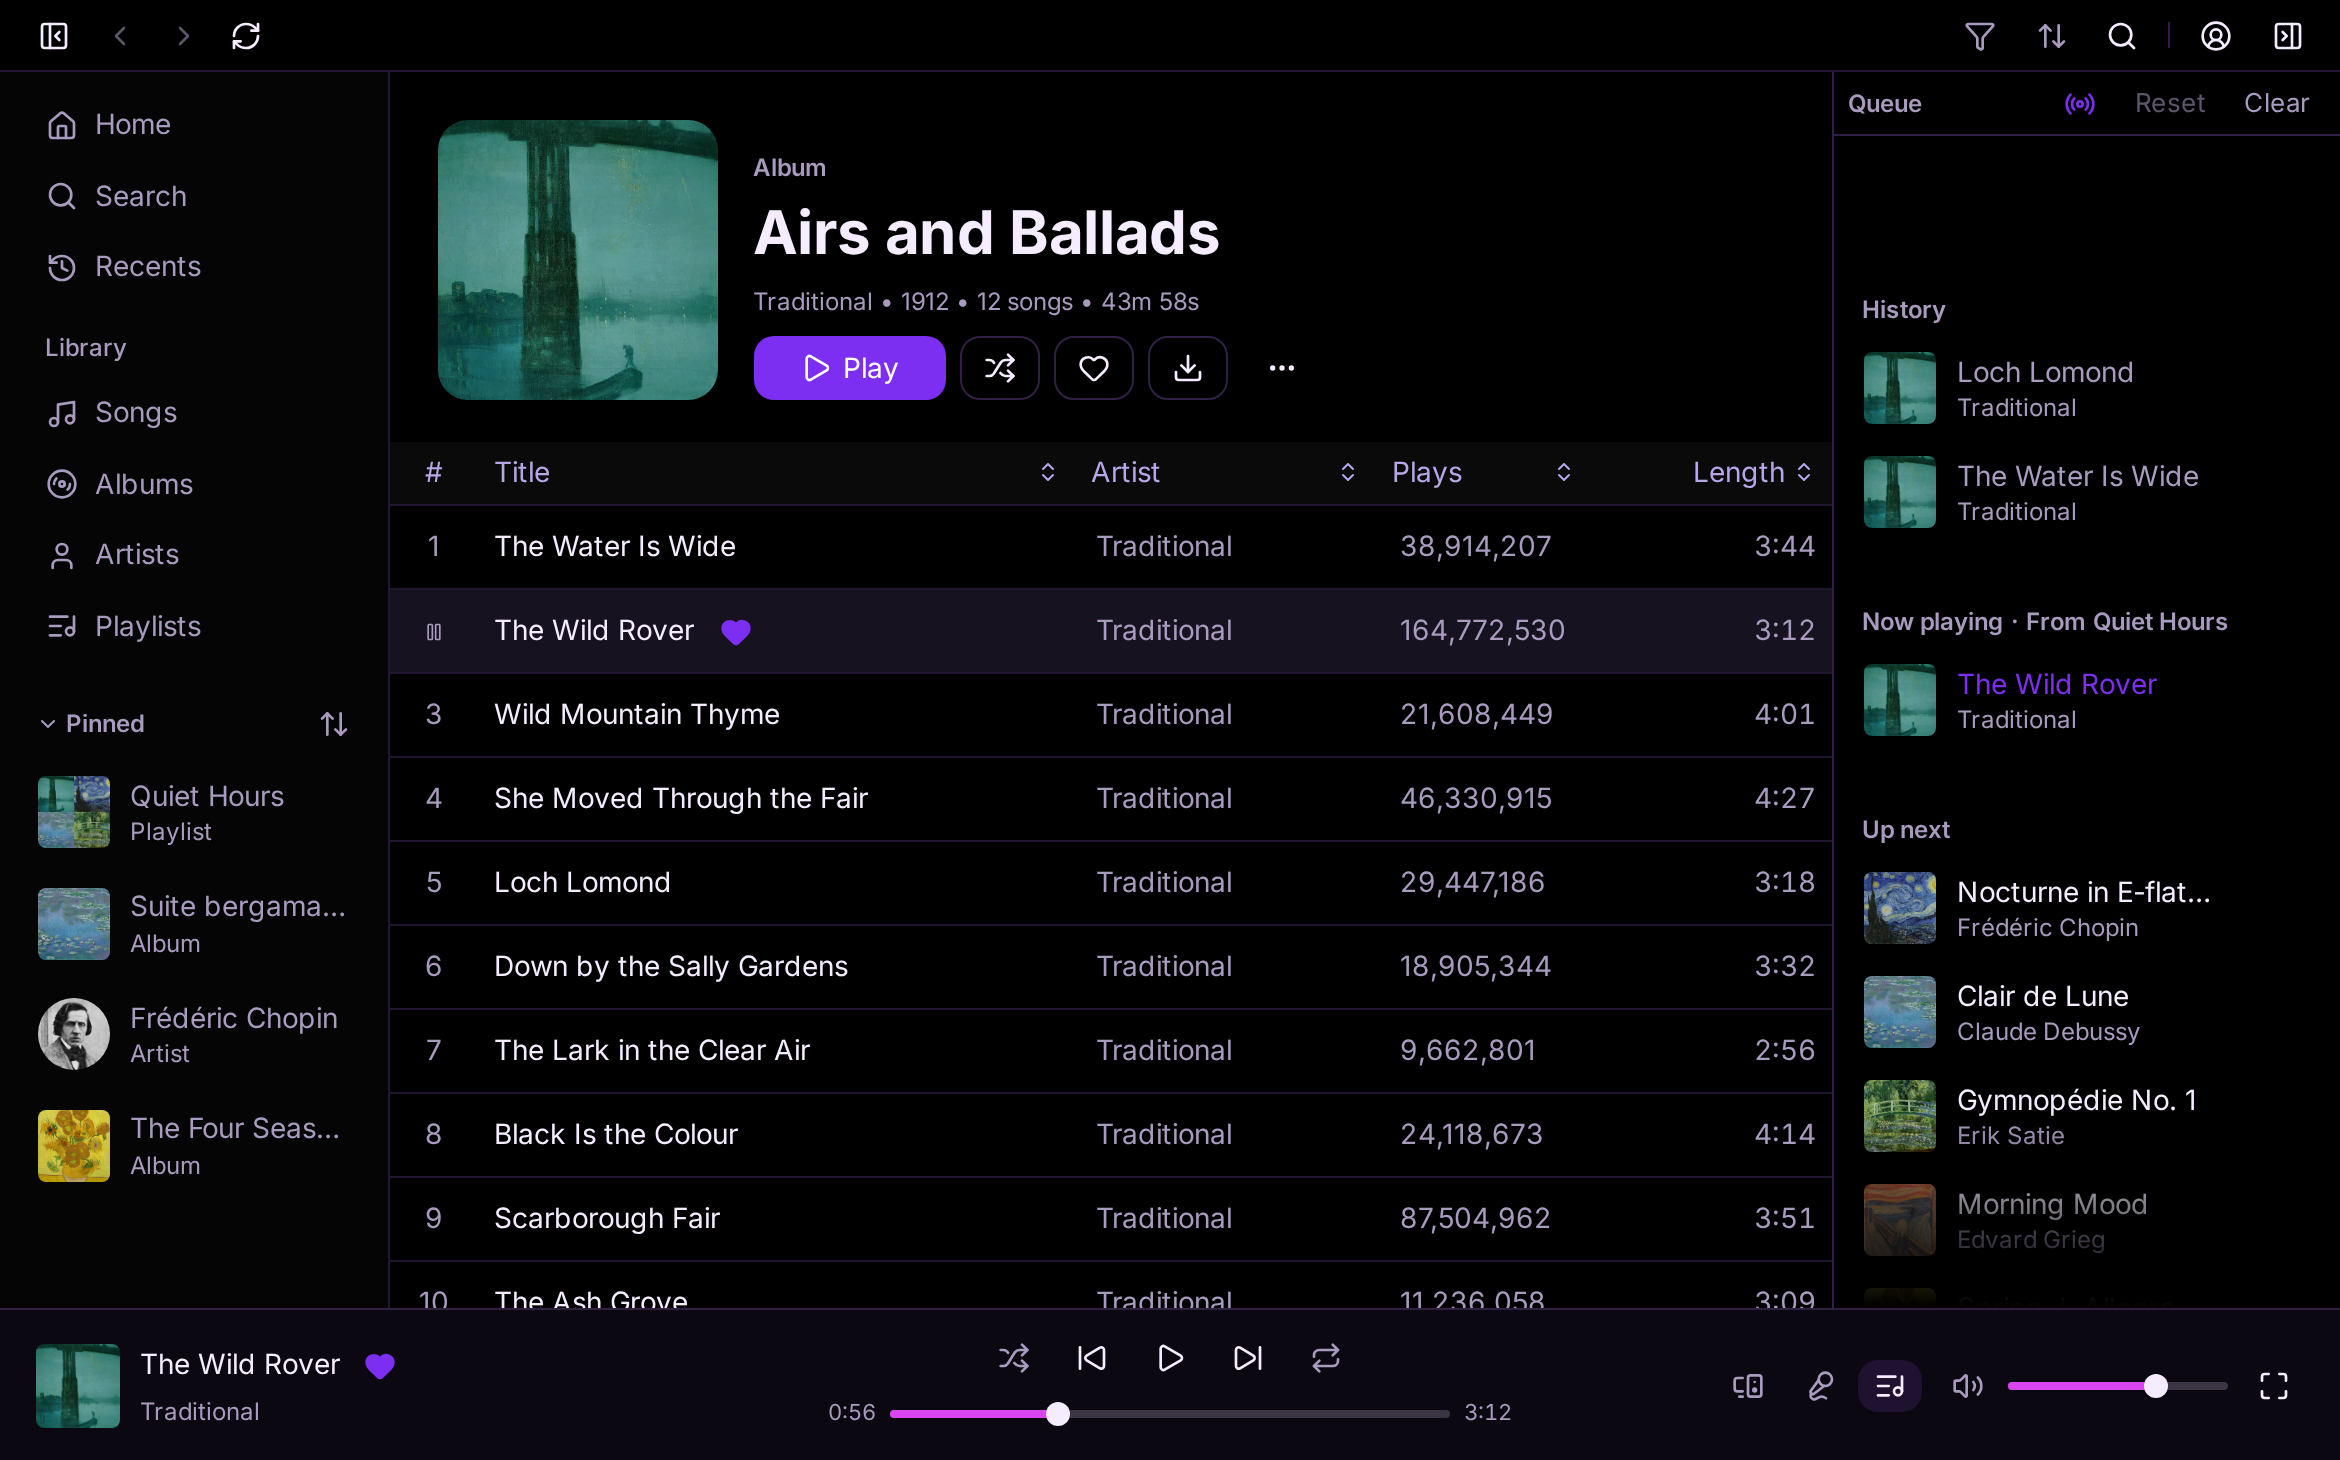 Home
Search
Recents
Library
Songs
Albums
Artists
Playlists
Pinned
Quiet Hours
Playlist
Suite bergama...
Album
Frédéric Chopin
Artist
The Four Seas...
Album
Album
Airs and Ballads
Traditional • 1912 • 12 songs • 43m 58s
Play
# Title Artist Plays Length
1 The Water Is Wide Traditional 38,914,207 3:44
The Wild Rover Traditional 164,772,530 3:12
3 Wild Mountain Thyme Traditional 21,608,449 4:01
4 She Moved Through the Fair Traditional 46,330,915 4:27
5 Loch Lomond Traditional 29,447,186 3:18
6 Down by the Sally Gardens Traditional 18,905,344 3:32
7 The Lark in the Clear Air Traditional 9,662,801 2:56
8 Black Is the Colour Traditional 24,118,673 4:14
9 Scarborough Fair Traditional 87,504,962 3:51
10 The Ash Grove Traditional 11,236,058 3:09
Queue Reset Clear
History
Loch Lomond
Traditional
The Water Is Wide
Traditional
Now playing · From Quiet Hours
The Wild Rover
Traditional
Up next
Nocturne in E-flat...
Frédéric Chopin
Clair de Lune
Claude Debussy
Gymnopédie No. 1
Erik Satie
Morning Mood
Edvard Grieg
The Wild Rover
Traditional
0:56 3:12